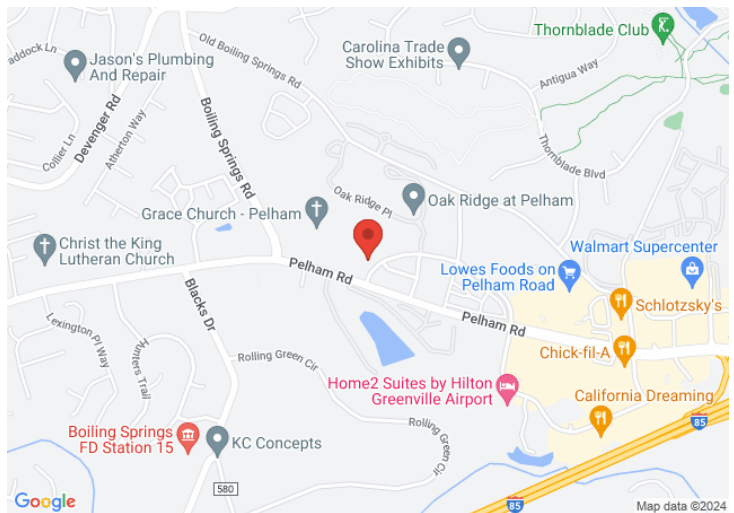 Thornblade Club
addock Ln
Jason's Plumbing
And Repair
Old Boiling Springs Rd
Carolina Trade
Show Exhibits
Antigua Way
Devenger Rd
Boiling Springs Rd
Collier Ln
Atherton Way
Thornblade Blvd
Oak Ridge Pl
Oak Ridge at Pelham
Grace Church - Pelham
Christ the King
Lutheran Church
Walmart Supercenter
Pelham Rd
Lowes Foods on
Pelham Road
Blacks Dr
Schlotzsky's
Pelham Rd
Lexington Pl Way
Hunters Trail
Rolling Green Cir
Chick-fil-A
Home2 Suites by Hilton
Greenville Airport
California Dreaming
Rolling Green Cir
85
Boiling Springs
FD Station 15
KC Concepts
580
Google
85
Map data ©2024